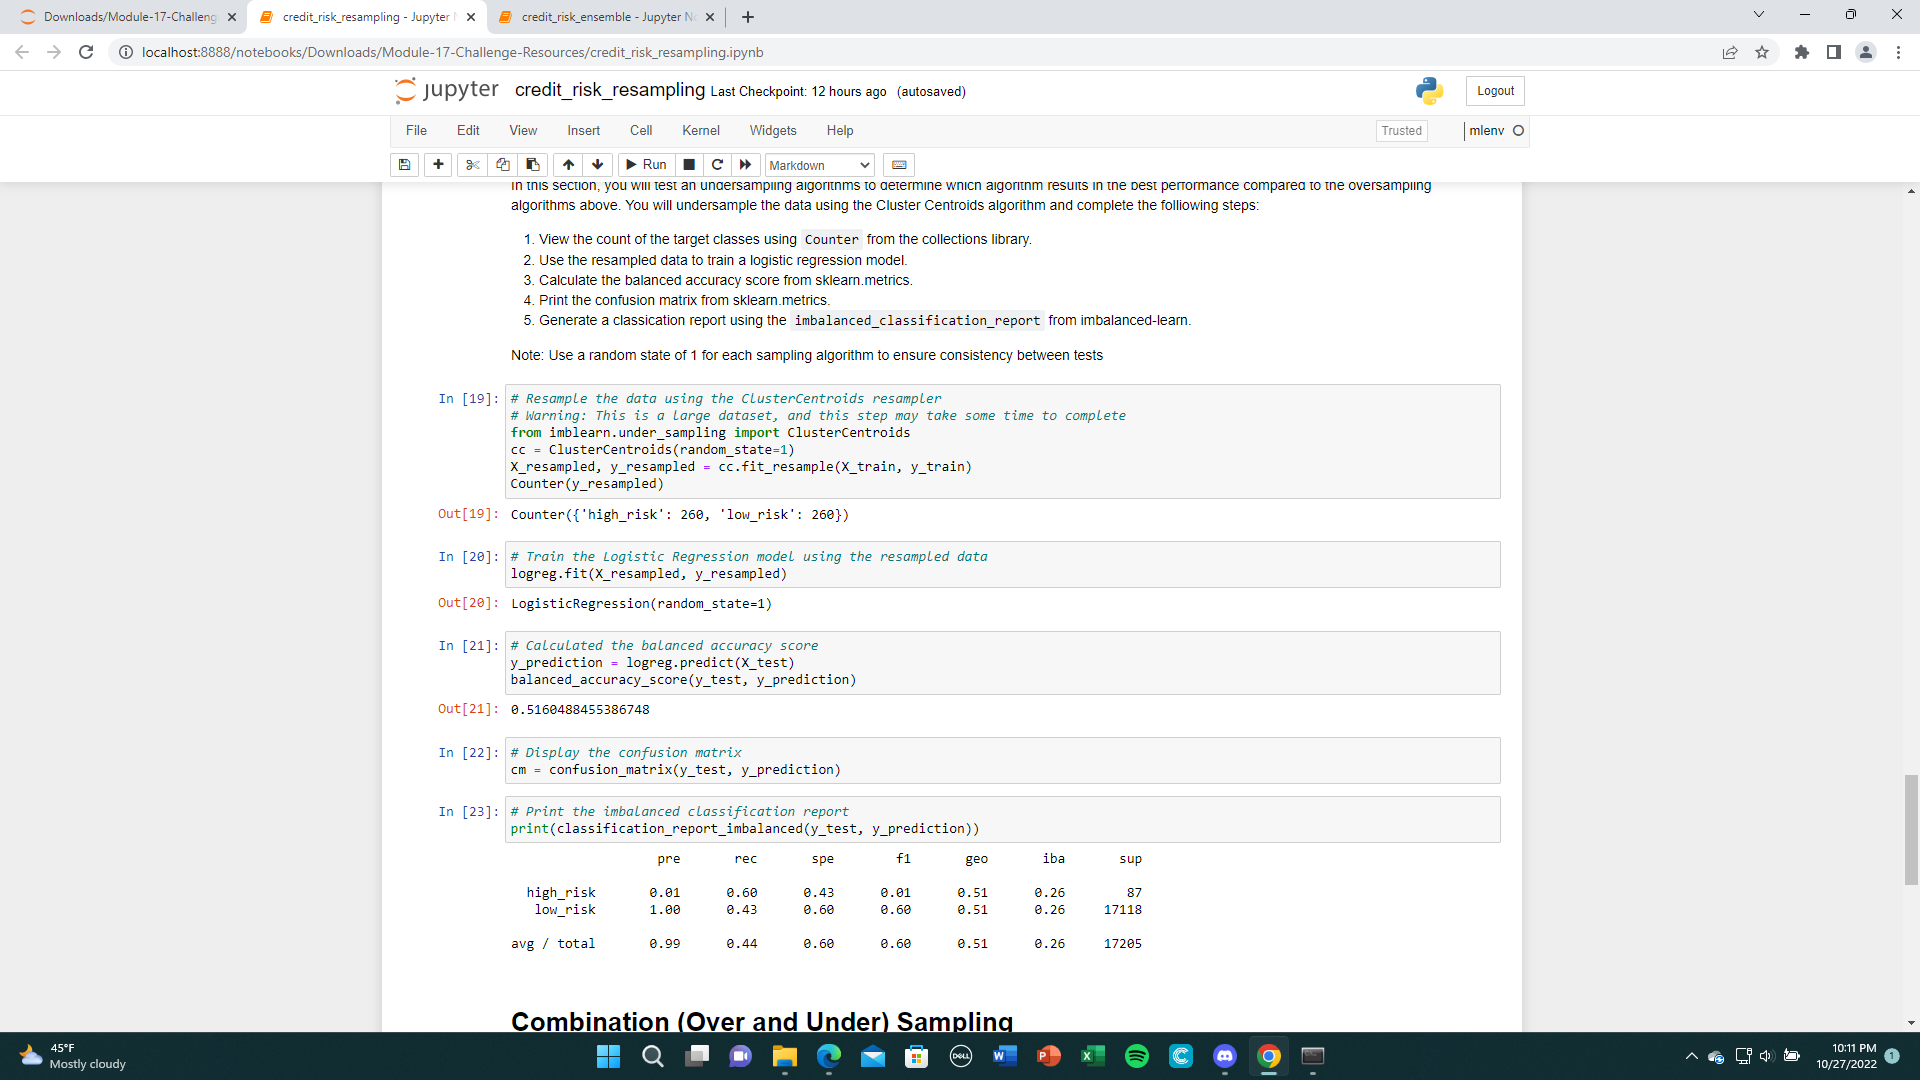 Downloads/Module-17-Challeng
credit_risk_resampling - Jupyter
credit_risk_ensemble - Jupyter No
localhost:8888/notebooks/Downloads/Module-17-Challenge-Resources/credit_risk_resampling.ipynb
jupyter credit_risk_resampling Last Checkpoint: 12 hours ago (autosaved)
Logout
File Edit View Insert Cell Kernel Widgets Help
Trusted
mlenv
Run
Markdown
In this section, you will test an undersampling algorithms to determine which algorithm results in the best performance compared to the oversampling
algorithms above. You will undersample the data using the Cluster Centroids algorithm and complete the following steps:
1. View the count of the target classes using Counter from the collections library.
2. Use the resampled data to train a logistic regression model.
3. Calculate the balanced accuracy score from sklearn.metrics.
4. Print the confusion matrix from sklearn.metrics.
5. Generate a classication report using the imbalanced_classification_report from imbalanced-learn.
Note: Use a random state of 1 for each sampling algorithm to ensure consistency between tests
In [19]: # Resample the data using the ClusterCentroids resampler
# Warning: This is a large dataset, and this step may take some time to complete
from imblearn.under_sampling import ClusterCentroids
cc = ClusterCentroids(random_state=1)
X_resampled, y_resampled = cc.fit_resample(X_train, y_train)
Counter(y_resampled)
Out[19]: Counter({'high_risk': 260, 'low_risk': 260})
In [20]: # Train the Logistic Regression model using the resampled data
logreg.fit(X_resampled, y_resampled)
Out[20]: LogisticRegression(random_state=1)
In [21]: # Calculated the balanced accuracy score
y_prediction = logreg.predict(X_test)
balanced_accuracy_score(y_test, y_prediction)
Out[21]: 0.5160488455386748
In [22]: # Display the confusion matrix
cm = confusion_matrix(y_test, y_prediction)
In [23]: # Print the imbalanced classification report
print(classification_report_imbalanced(y_test, y_prediction))
pre rec spe f1 geo iba sup
high_risk 0.01 0.60 0.43 0.01 0.51 0.26 87
low_risk 1.00 0.43 0.60 0.60 0.51 0.26 17118
avg / total 0.99 0.44 0.60 0.60 0.51 0.26 17205
Combination (Over and Under) Sampling
45°F
Mostly cloudy
DELL
10:11 PM
10/27/2022
1